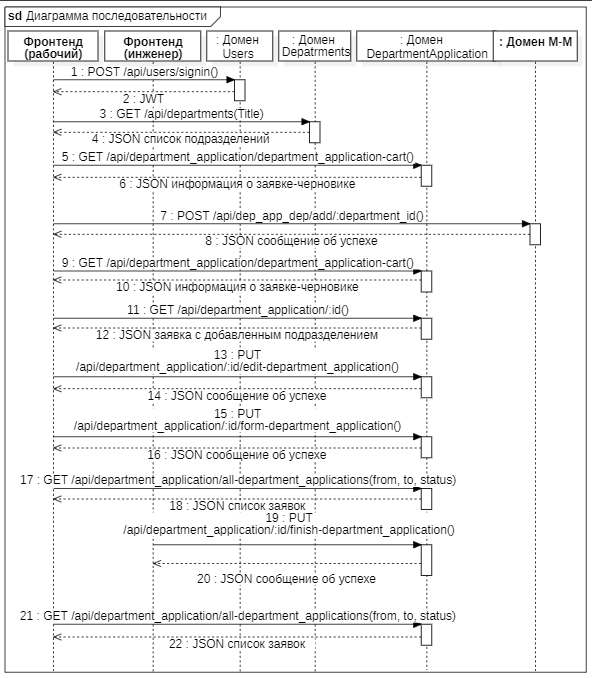 sd Диаграмма последовательности
Фронтенд
(рабочий)
Фронтенд
(инженер)
: Домен
Users
: Домен
Depatrments
: Домен
DepartmentApplication
: Домен М-М
1 : POST /api/users/signin()
2 : JWT
3 : GET /api/departments(Title)
4 : JSON список подразделений
5 : GET /api/department_application/department_application-cart()
6 : JSON информация о заявке-черновике
7 : POST /api/dep_app_dep/add/:department_id()
8 : JSON сообщение об успехе
9 : GET /api/department_application/department_application-cart()
10 : JSON информация о заявке-черновике
11 : GET /api/department_application/:id()
12 : JSON заявка с добавленным подразделением
13 : PUT
/api/department_application/:id/edit-department_application()
14 : JSON сообщение об успехе
15 : PUT
/api/department_application/:id/form-department_application()
16 : JSON сообщение об успехе
17 : GET /api/department_application/all-department_applications(from, to, status)
18 : JSON список заявок
19 : PUT
/api/department_application/:id/finish-department_application()
20 : JSON сообщение об успехе
21 : GET /api/department_application/all-department_applications(from, to, status)
22 : JSON список заявок